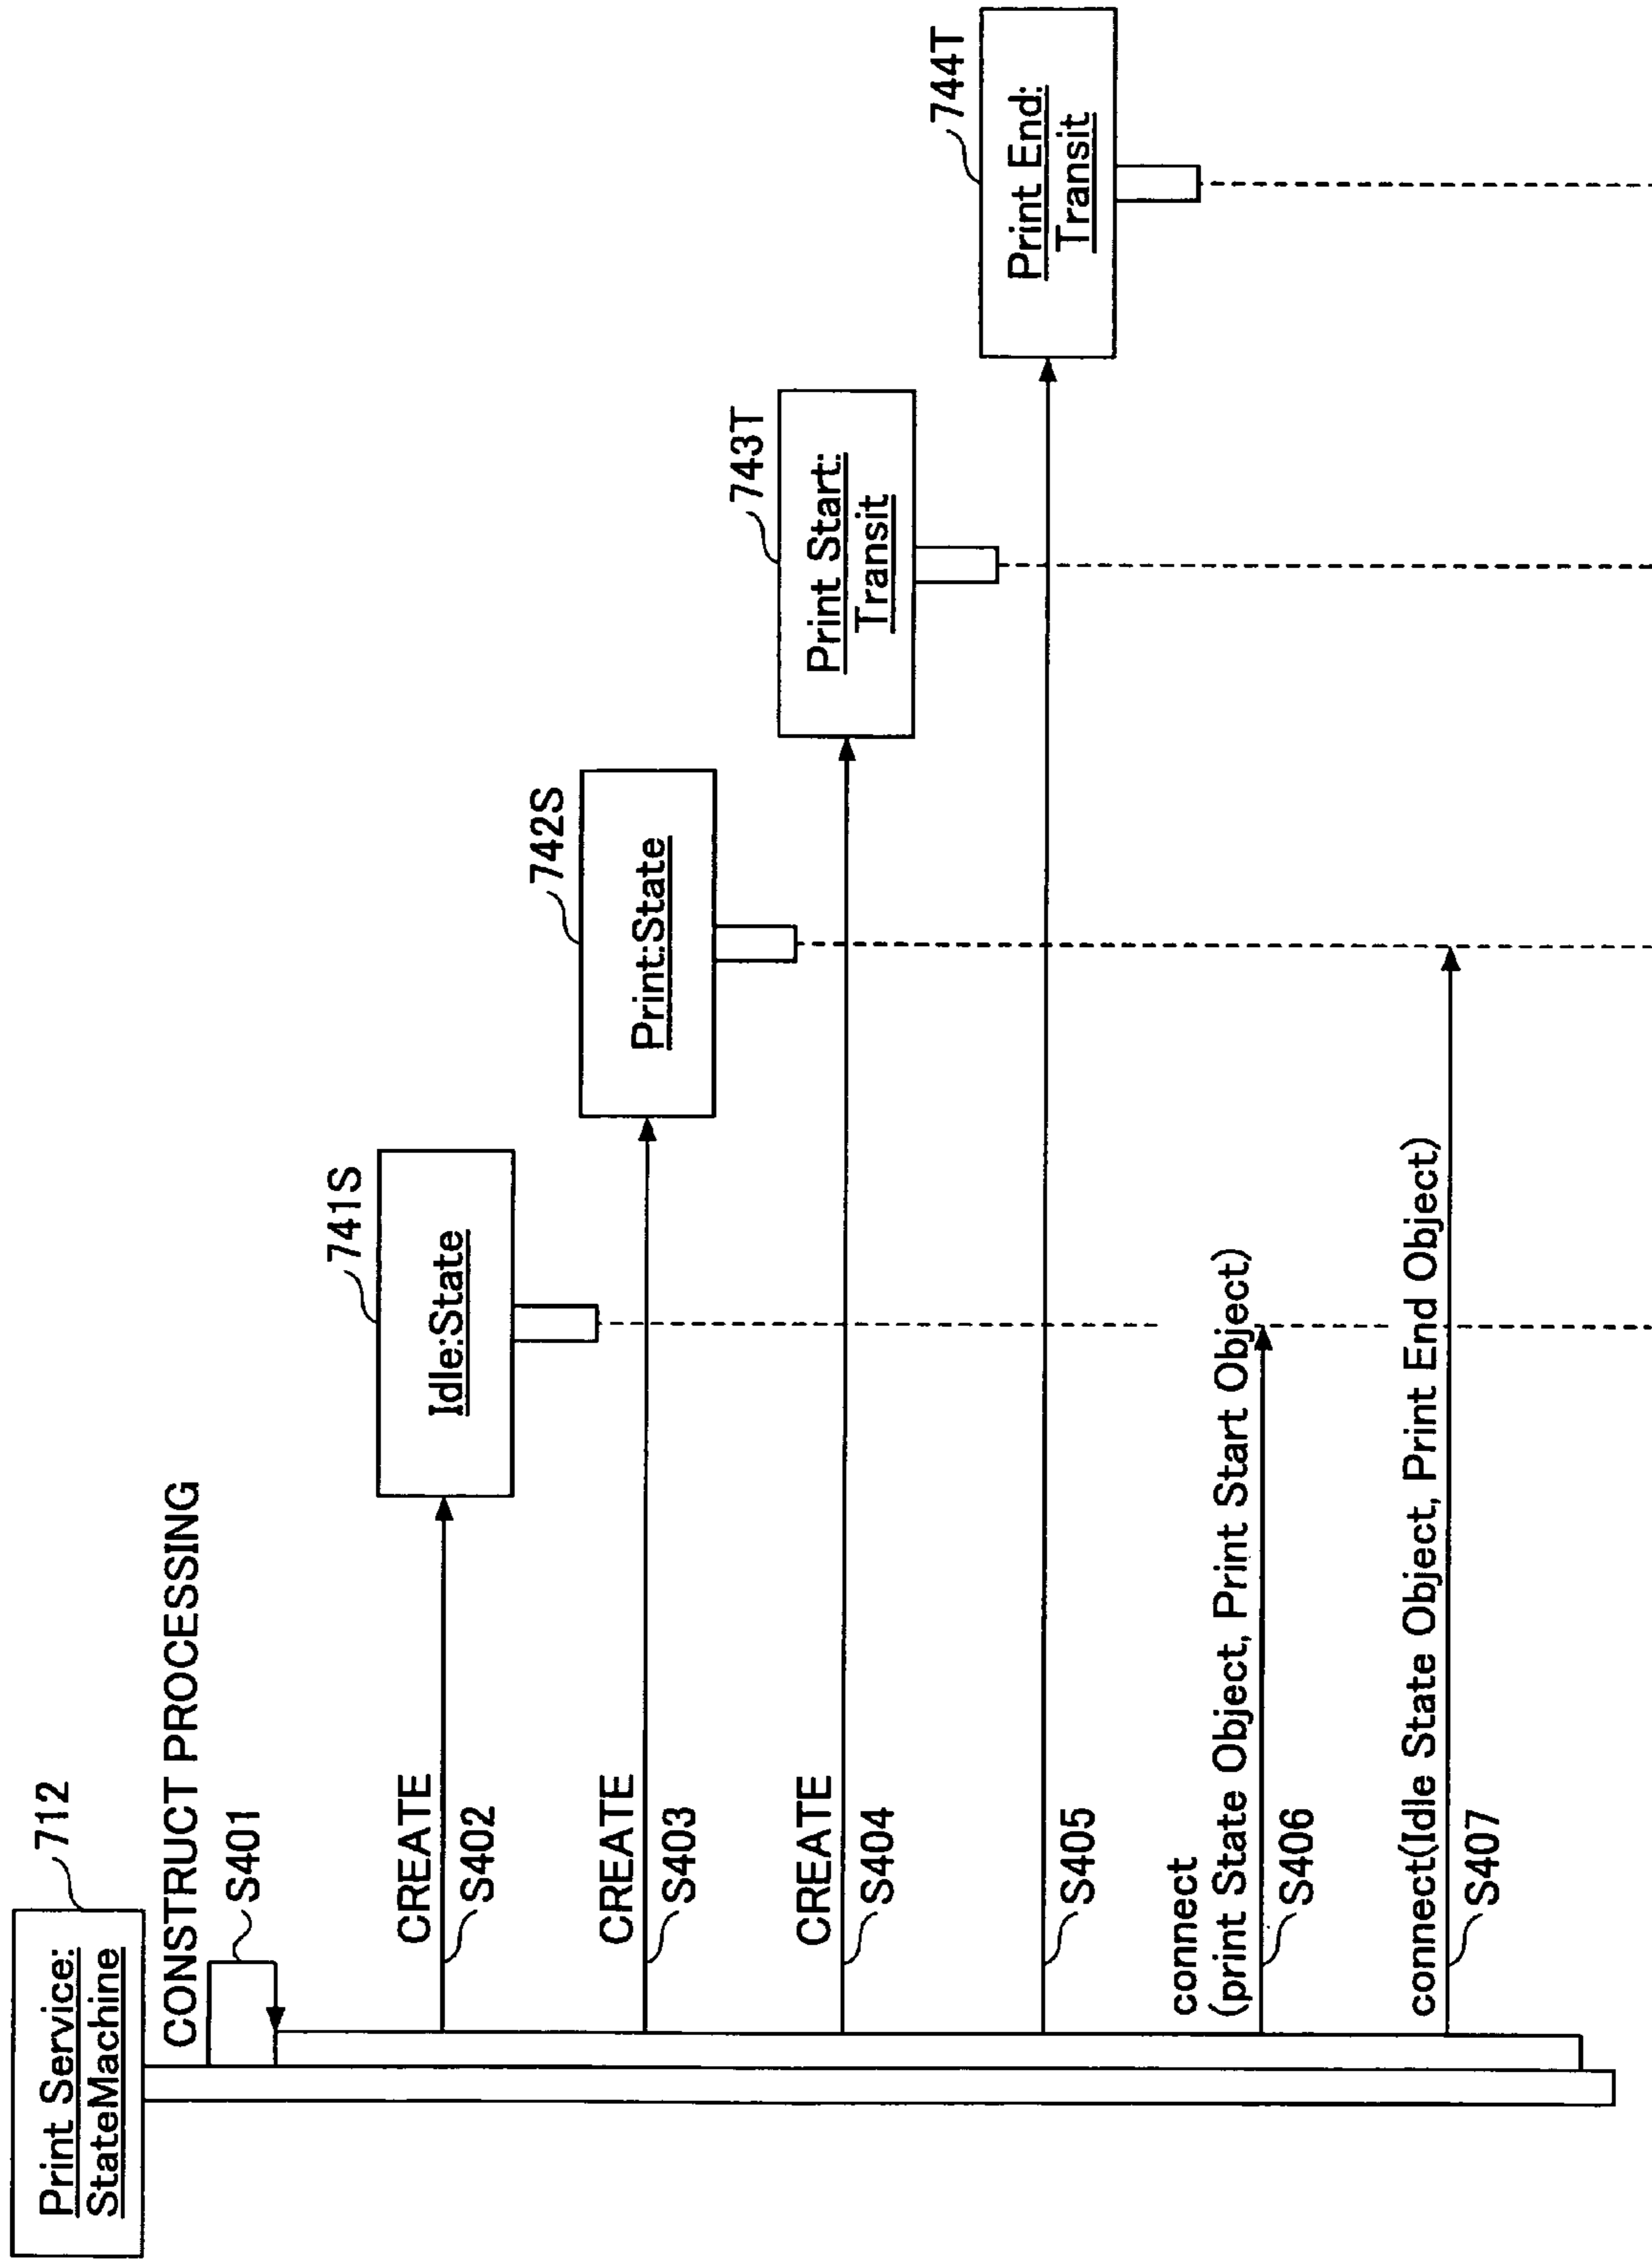 Print Service:
StateMachine
712
CONSTRUCT PROCESSING
S401
741S
Idle:State
CREATE
S402
742S
Print:State
CREATE
S403
743T
Print Start:
Transit
CREATE
S404
744T
Print End:
Transit
S405
connect
(print State Object, Print Start Object)
S406
connect(Idle State Object, Print End Object)
S407